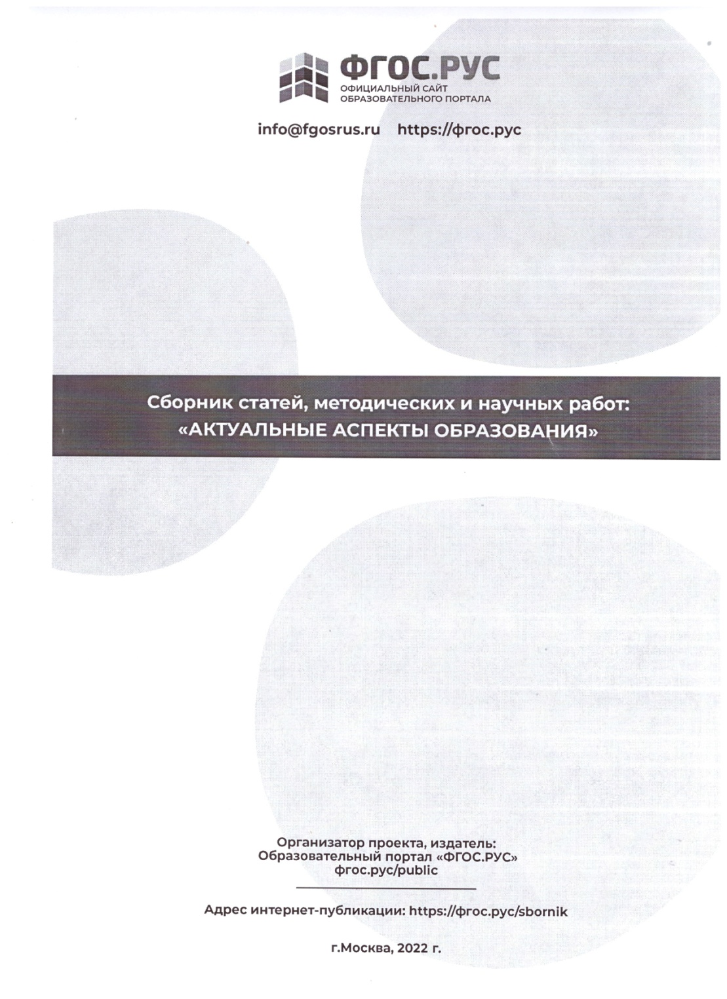 ФГОС.РУС
ОФИЦИАЛЬНЫЙ САЙТ
ОБРАЗОВАТЕЛЬНОГО ПОРТАЛА
info@fgosrus.ru https://фгос.рус
Сборник статей, методических и научных работ:
«АКТУАЛЬНЫЕ АСПЕКТЫ ОБРАЗОВАНИЯ»
Организатор проекта, издатель:
Образовательный портал «ФГОС.РУС»
фгос.рус/public
Адрес интернет-публикации: https://фгос.рус/sbornik
г.Москва, 2022 г.